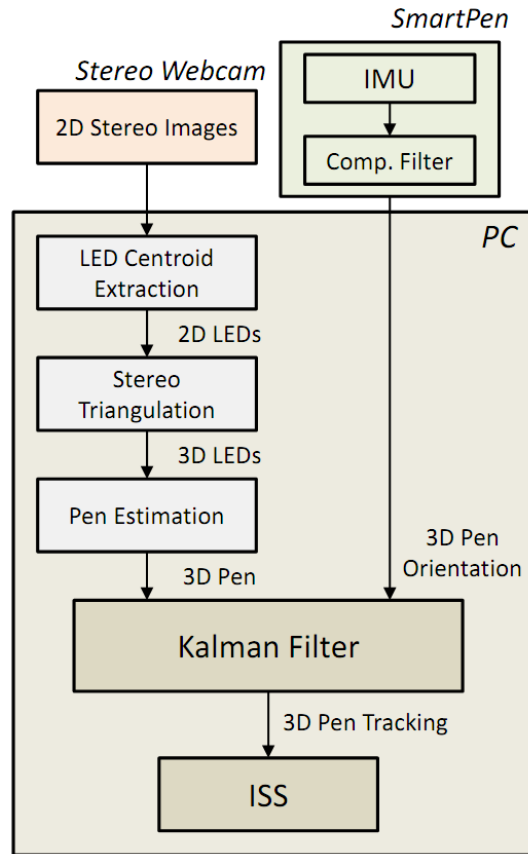 SmartPen
Stereo Webcam
IMU
2D Stereo Images
Comp. Filter
PC
LED Centroid
Extraction
2D LEDs
Stereo
Triangulation
3D LEDs
Pen Estimation
3D Pen
Orientation
3D Pen
Kalman Filter
3D Pen Tracking
ISS